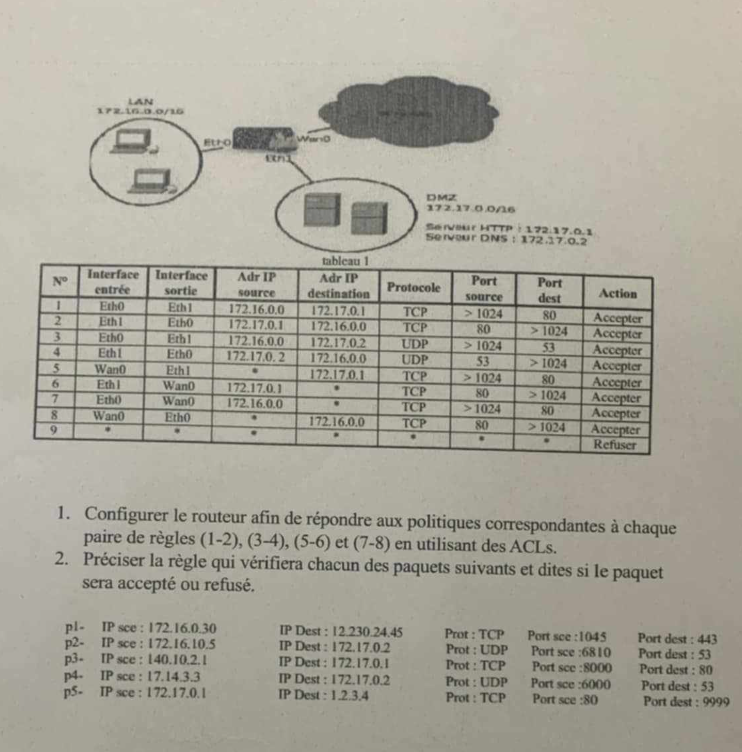 LAN
172.16.0.0/16
Eth0
Wan0
Eth1
DMZ
172.17.0.0/16
Serveur HTTP : 172.17.0.1
Serveur DNS : 172.17.0.2
tableau 1
N° Interface entrée Interface sortie Adr IP source Adr IP destination Protocole Port source Port dest Action
1 Eth0 Eth1 172.16.0.0 172.17.0.1 TCP > 1024 80 Accepter
2 Eth1 Eth0 172.17.0.1 172.16.0.0 TCP 80 > 1024 Accepter
3 Eth0 Eth1 172.16.0.0 172.17.0.2 UDP > 1024 53 Accepter
4 Eth1 Eth0 172.17.0. 2 172.16.0.0 UDP 53 > 1024 Accepter
5 Wan0 Eth1 * 172.17.0.1 TCP > 1024 80 Accepter
6 Eth1 Wan0 172.17.0.1 * TCP 80 > 1024 Accepter
7 Eth0 Wan0 172.16.0.0 * TCP > 1024 80 Accepter
8 Wan0 Eth0 * 172.16.0.0 TCP 80 > 1024 Accepter
9 * * * * * * * Refuser
1. Configurer le routeur afin de répondre aux politiques correspondantes à chaque
paire de règles (1-2), (3-4), (5-6) et (7-8) en utilisant des ACLs.
2. Préciser la règle qui vérifiera chacun des paquets suivants et dites si le paquet
sera accepté ou refusé.
p1- IP sce : 172.16.0.30 IP Dest : 12.230.24.45 Prot : TCP Port sce :1045 Port dest : 443
p2- IP sce : 172.16.10.5 IP Dest : 172.17.0.2 Prot : UDP Port sce :6810 Port dest : 53
p3- IP sce : 140.10.2.1 IP Dest : 172.17.0.1 Prot : TCP Port sce :8000 Port dest : 80
p4- IP sce : 17.14.3.3 IP Dest : 172.17.0.2 Prot : UDP Port sce :6000 Port dest : 53
p5- IP sce : 172.17.0.1 IP Dest : 1.2.3.4 Prot : TCP Port sce :80 Port dest : 9999